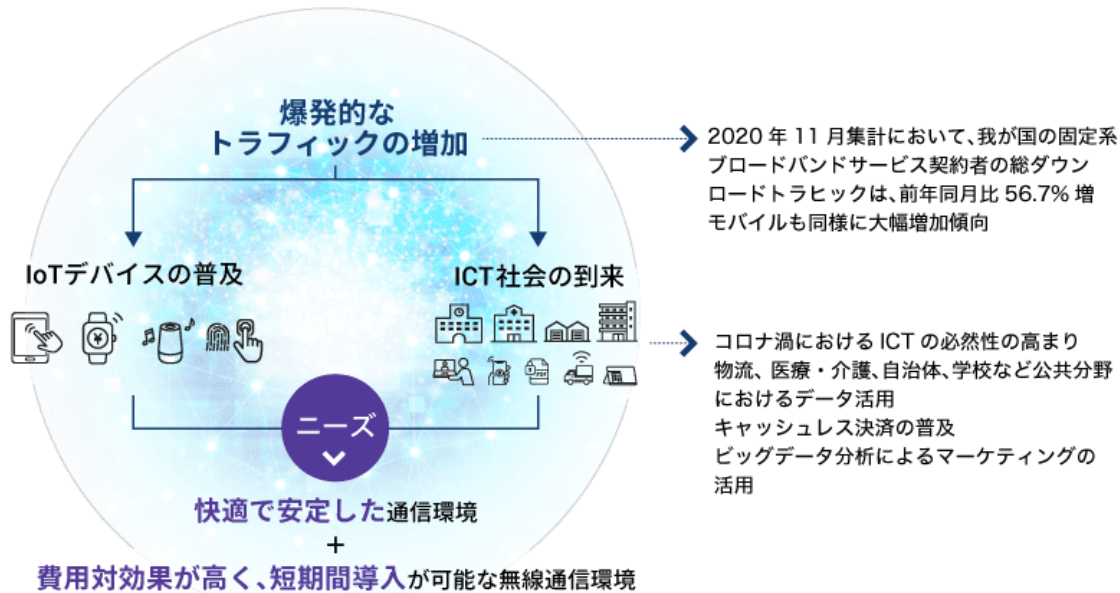 爆発的な
トラフィックの増加
2020 年 11 月集計において、我が国の固定系
ブロードバンドサービス契約者の総ダウン
ロードトラヒックは、前年同月比 56.7% 増
モバイルも同様に大幅増加傾向
IoTデバイスの普及
ICT社会の到来
コロナ渦における ICT の必然性の高まり
物流、医療・介護、自治体、学校など公共分野
におけるデータ活用
キャッシュレス決済の普及
ビッグデータ分析によるマーケティングの
活用
ニーズ
快適で安定した通信環境
+
費用対効果が高く、短期間導入が可能な無線通信環境